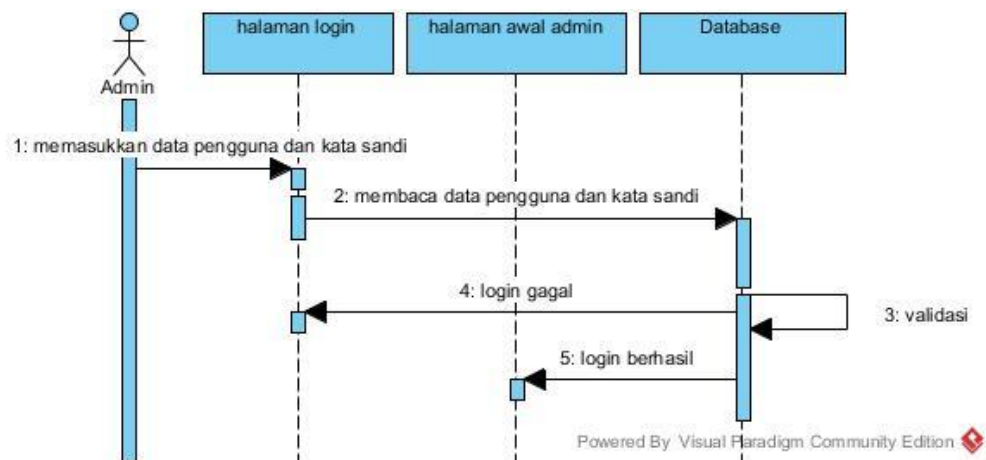 halaman login
halaman awal admin
Database
Admin
1: memasukkan data pengguna dan kata sandi
2: membaca data pengguna dan kata sandi
4: login gagal
3: validasi
5: login berhasil
Powered By Visual Paradigm Community Edition